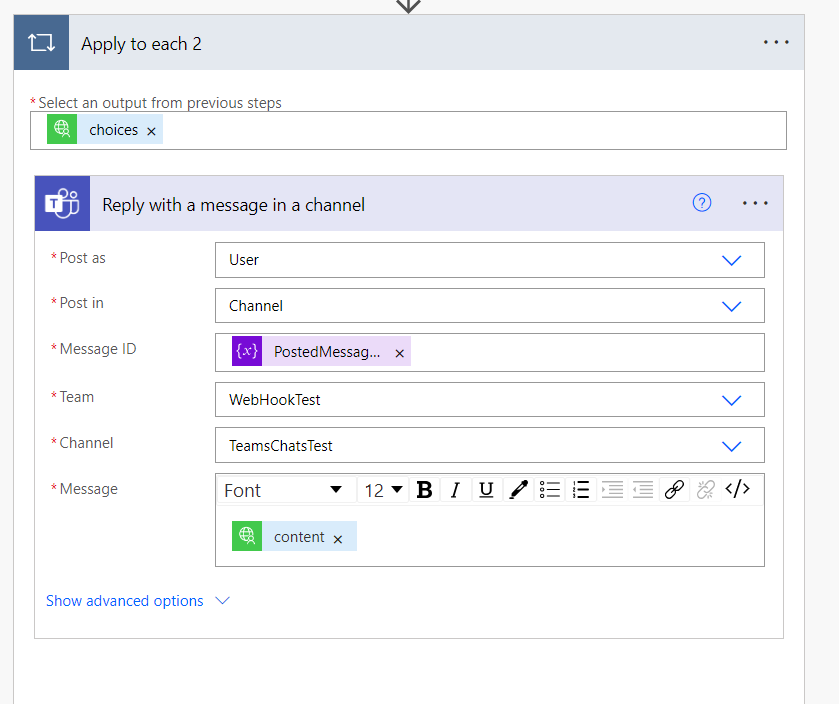 Apply to each 2
*Select an output from previous steps
choices ×
Reply with a message in a channel
*Post as User
*Post in Channel
*Message ID {x} PostedMessag... ×
*Team WebHookTest
*Channel TeamsChatsTest
*Message Font 12 B I U </>
content ×
Show advanced options